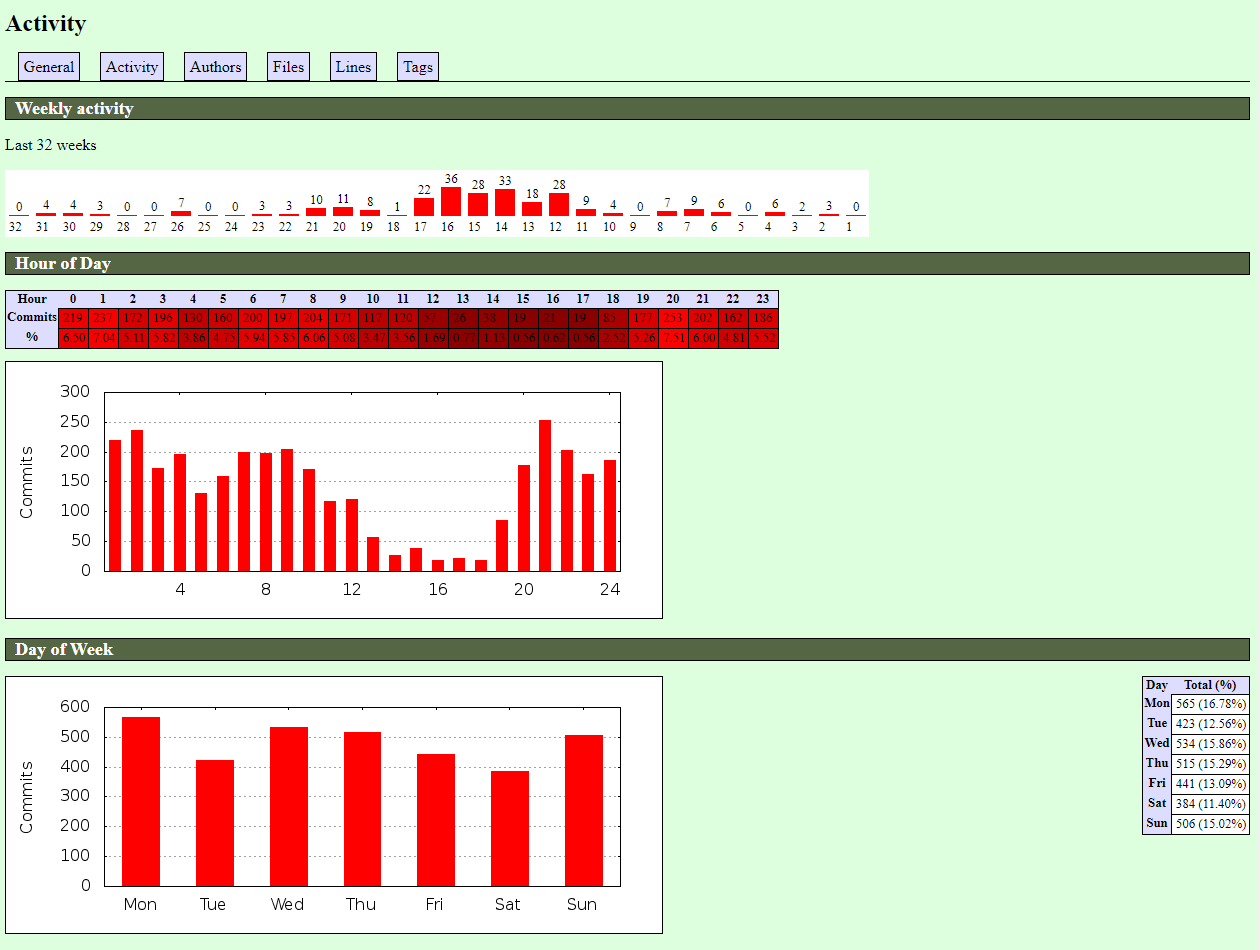 Activity
General Activity Authors Files Lines Tags
Weekly activity
Last 32 weeks
0 4 4 3 0 0 7 0 0 3 3 10 11 8 1 22 36 28 33 18 28 9 4 0 7 9 6 0 6 2 3 0
32 31 30 29 28 27 26 25 24 23 22 21 20 19 18 17 16 15 14 13 12 11 10 9 8 7 6 5 4 3 2 1
Hour of Day
Hour 0 1 2 3 4 5 6 7 8 9 10 11 12 13 14 15 16 17 18 19 20 21 22 23
Commits 219 237 172 196 130 160 200 197 204 171 117 120 57 26 38 19 21 19 85 177 253 202 162 186
% 6.50 7.04 5.11 5.82 3.86 4.75 5.94 5.85 6.06 5.08 3.47 3.56 1.69 0.77 1.13 0.56 0.62 0.56 2.52 5.26 7.51 6.00 4.81 5.52
300
250
200
150
100
50
0
Commits
4 8 12 16 20 24
Day of Week
600
500
400
300
200
100
0
Commits
Mon Tue Wed Thu Fri Sat Sun
Day Total (%)
Mon 565 (16.78%)
Tue 423 (12.56%)
Wed 534 (15.86%)
Thu 515 (15.29%)
Fri 441 (13.09%)
Sat 384 (11.40%)
Sun 506 (15.02%)